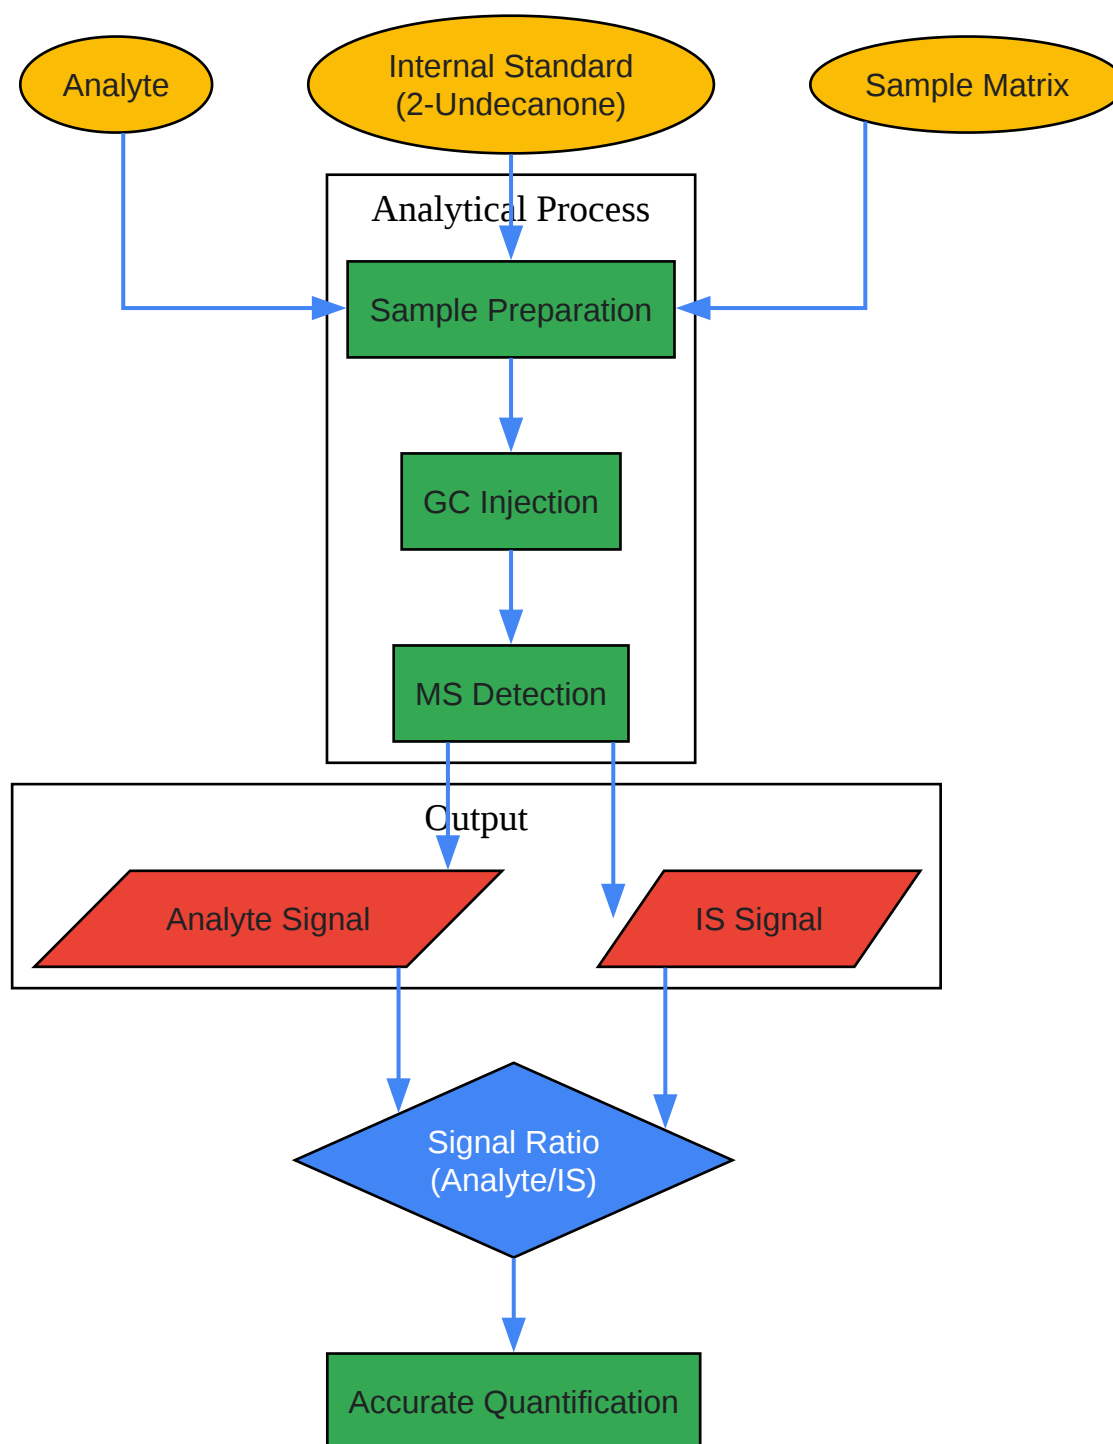 Analyte
Internal Standard
(2-Undecanone)
Sample Matrix
Analytical Process
Sample Preparation
GC Injection
MS Detection
Output
Analyte Signal
IS Signal
Signal Ratio
(Analyte/IS)
Accurate Quantification